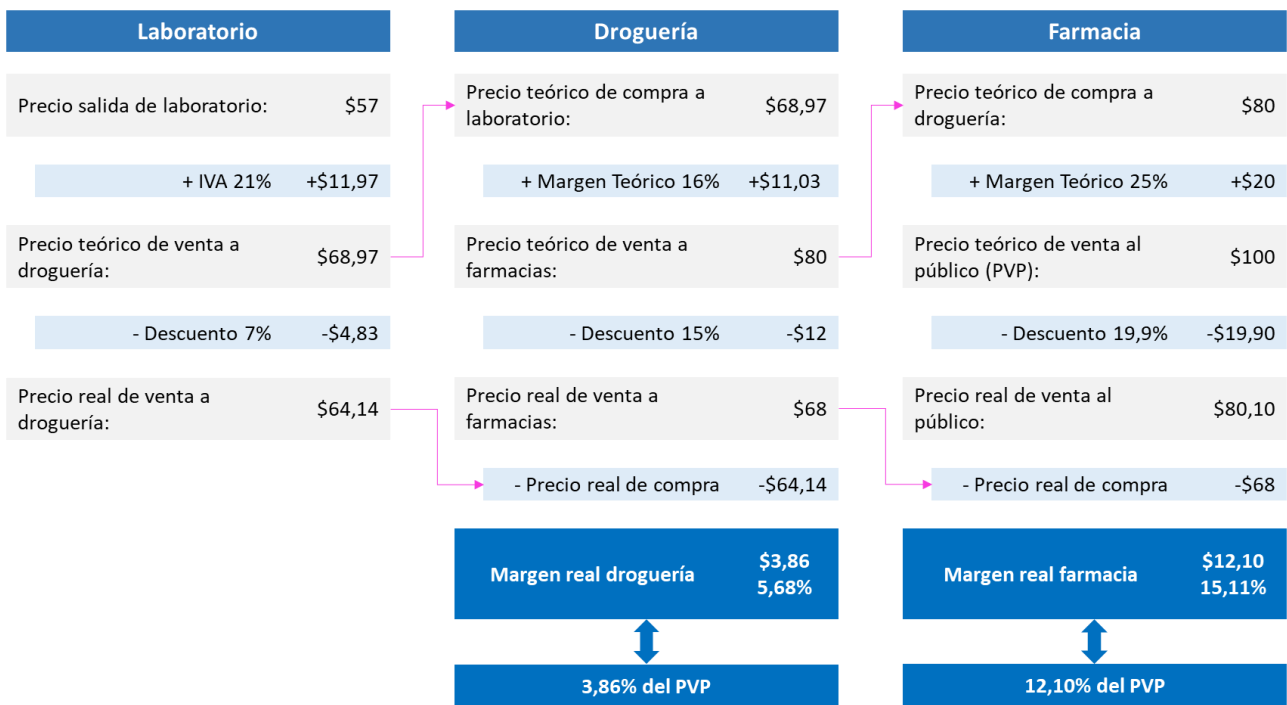 Laboratorio
Precio salida de laboratorio: $57
+ IVA 21% +$11,97
Precio teórico de venta a
droguería: $68,97
- Descuento 7% -$4,83
Precio real de venta a
droguería: $64,14
Droguería
Precio teórico de compra a
laboratorio: $68,97
+ Margen Teórico 16% +$11,03
Precio teórico de venta a
farmacias: $80
- Descuento 15% -$12
Precio real de venta a
farmacias: $68
- Precio real de compra -$64,14
Margen real droguería $3,86
5,68%
3,86% del PVP
Farmacia
Precio teórico de compra a
droguería: $80
+ Margen Teórico 25% +$20
Precio teórico de venta al
público (PVP): $100
- Descuento 19,9% -$19,90
Precio real de venta al
público: $80,10
- Precio real de compra -$68
Margen real farmacia $12,10
15,11%
12,10% del PVP